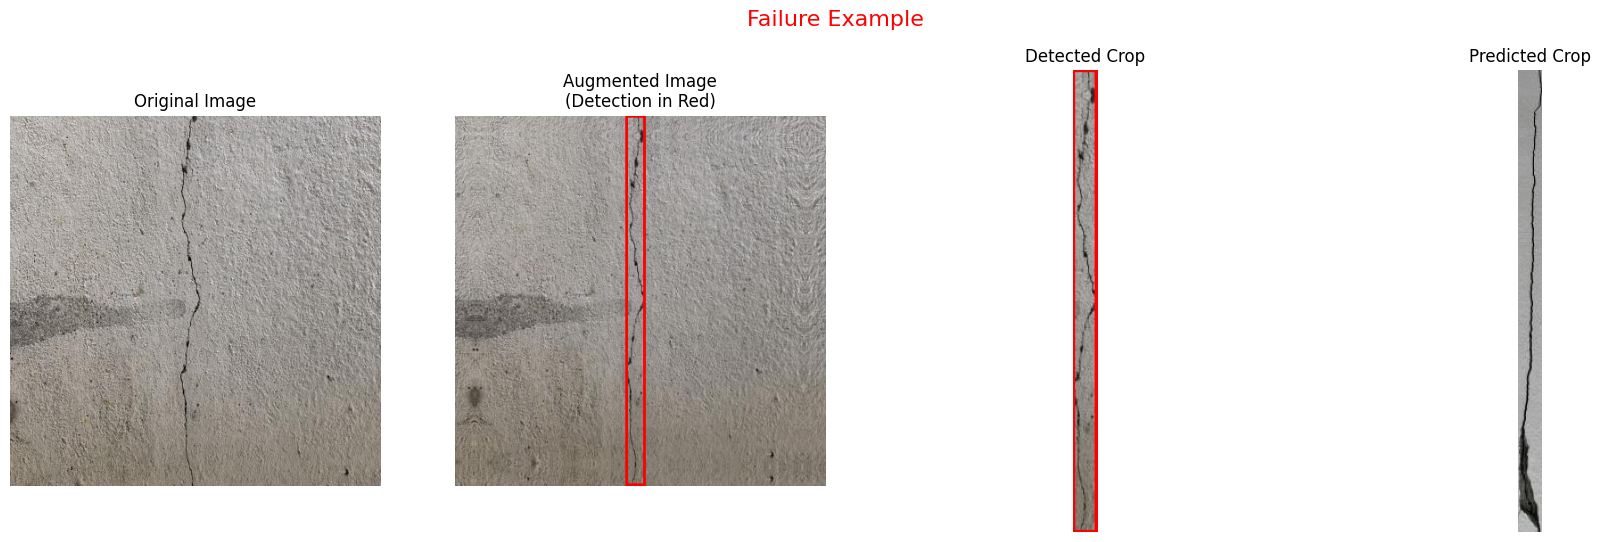 Failure Example
Original Image
Augmented Image
(Detection in Red)
Detected Crop
Predicted Crop